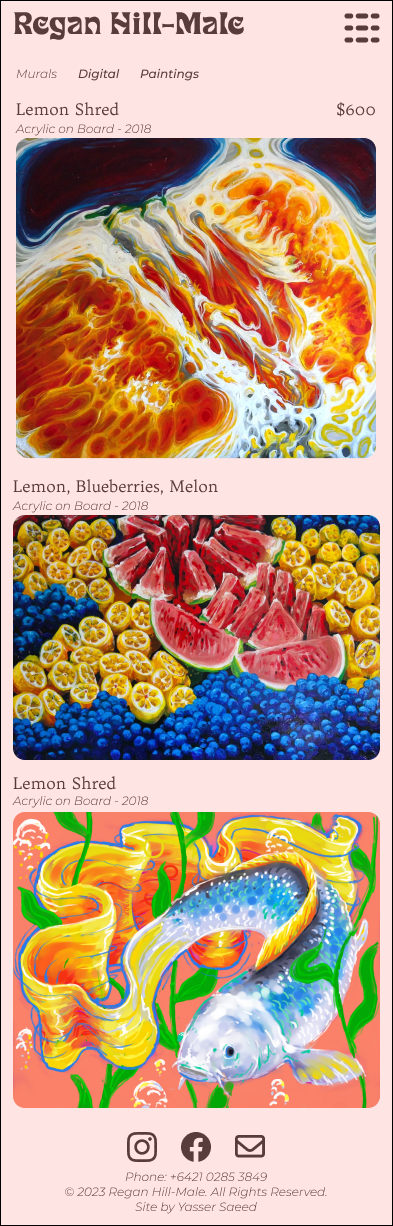 Regan Hill-Male
Murals Digital Paintings
Lemon Shred $600
Acrylic on Board - 2018
Lemon, Blueberries, Melon
Acrylic on Board - 2018
Lemon Shred
Acrylic on Board - 2018
Phone: +6421 0285 3849
© 2023 Regan Hill-Male. All Rights Reserved.
Site by Yasser Saeed